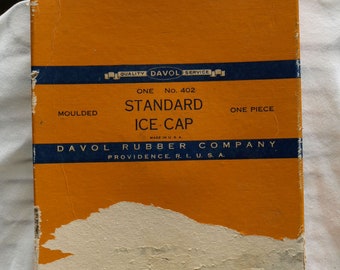 QUALITY DAVOL SERVICE
ONE No. 402
MOULDED STANDARD ONE PIECE
ICE CAP
MADE IN U.S.A.
DAVOL RUBBER COMPANY
PROVIDENCE, R.I., U.S.A.